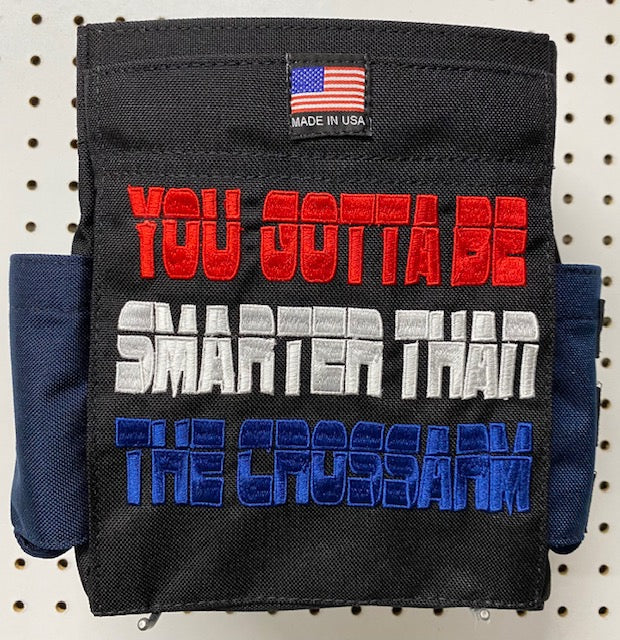 MADE IN USA
YOU GOTTA BE
SMARTER THAN
THE CROSSARM